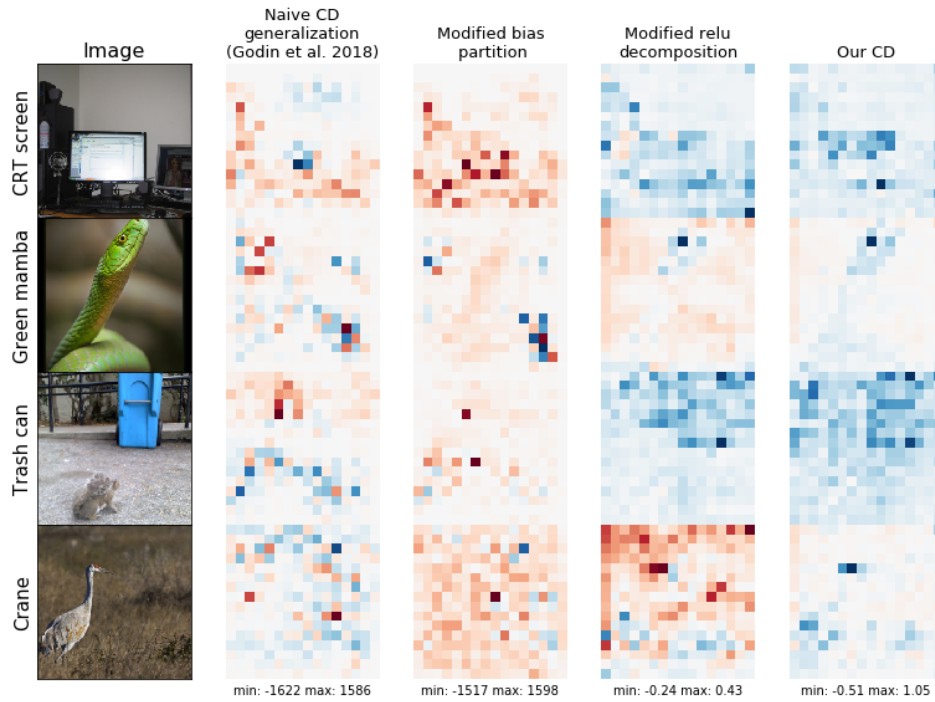 Image
Naive CD
generalization
(Godin et al. 2018)
Modified bias
partition
Modified relu
decomposition
Our CD
CRT screen
Green mamba
Trash can
Crane
min: -1622 max: 1586
min: -1517 max: 1598
min: -0.24 max: 0.43
min: -0.51 max: 1.05